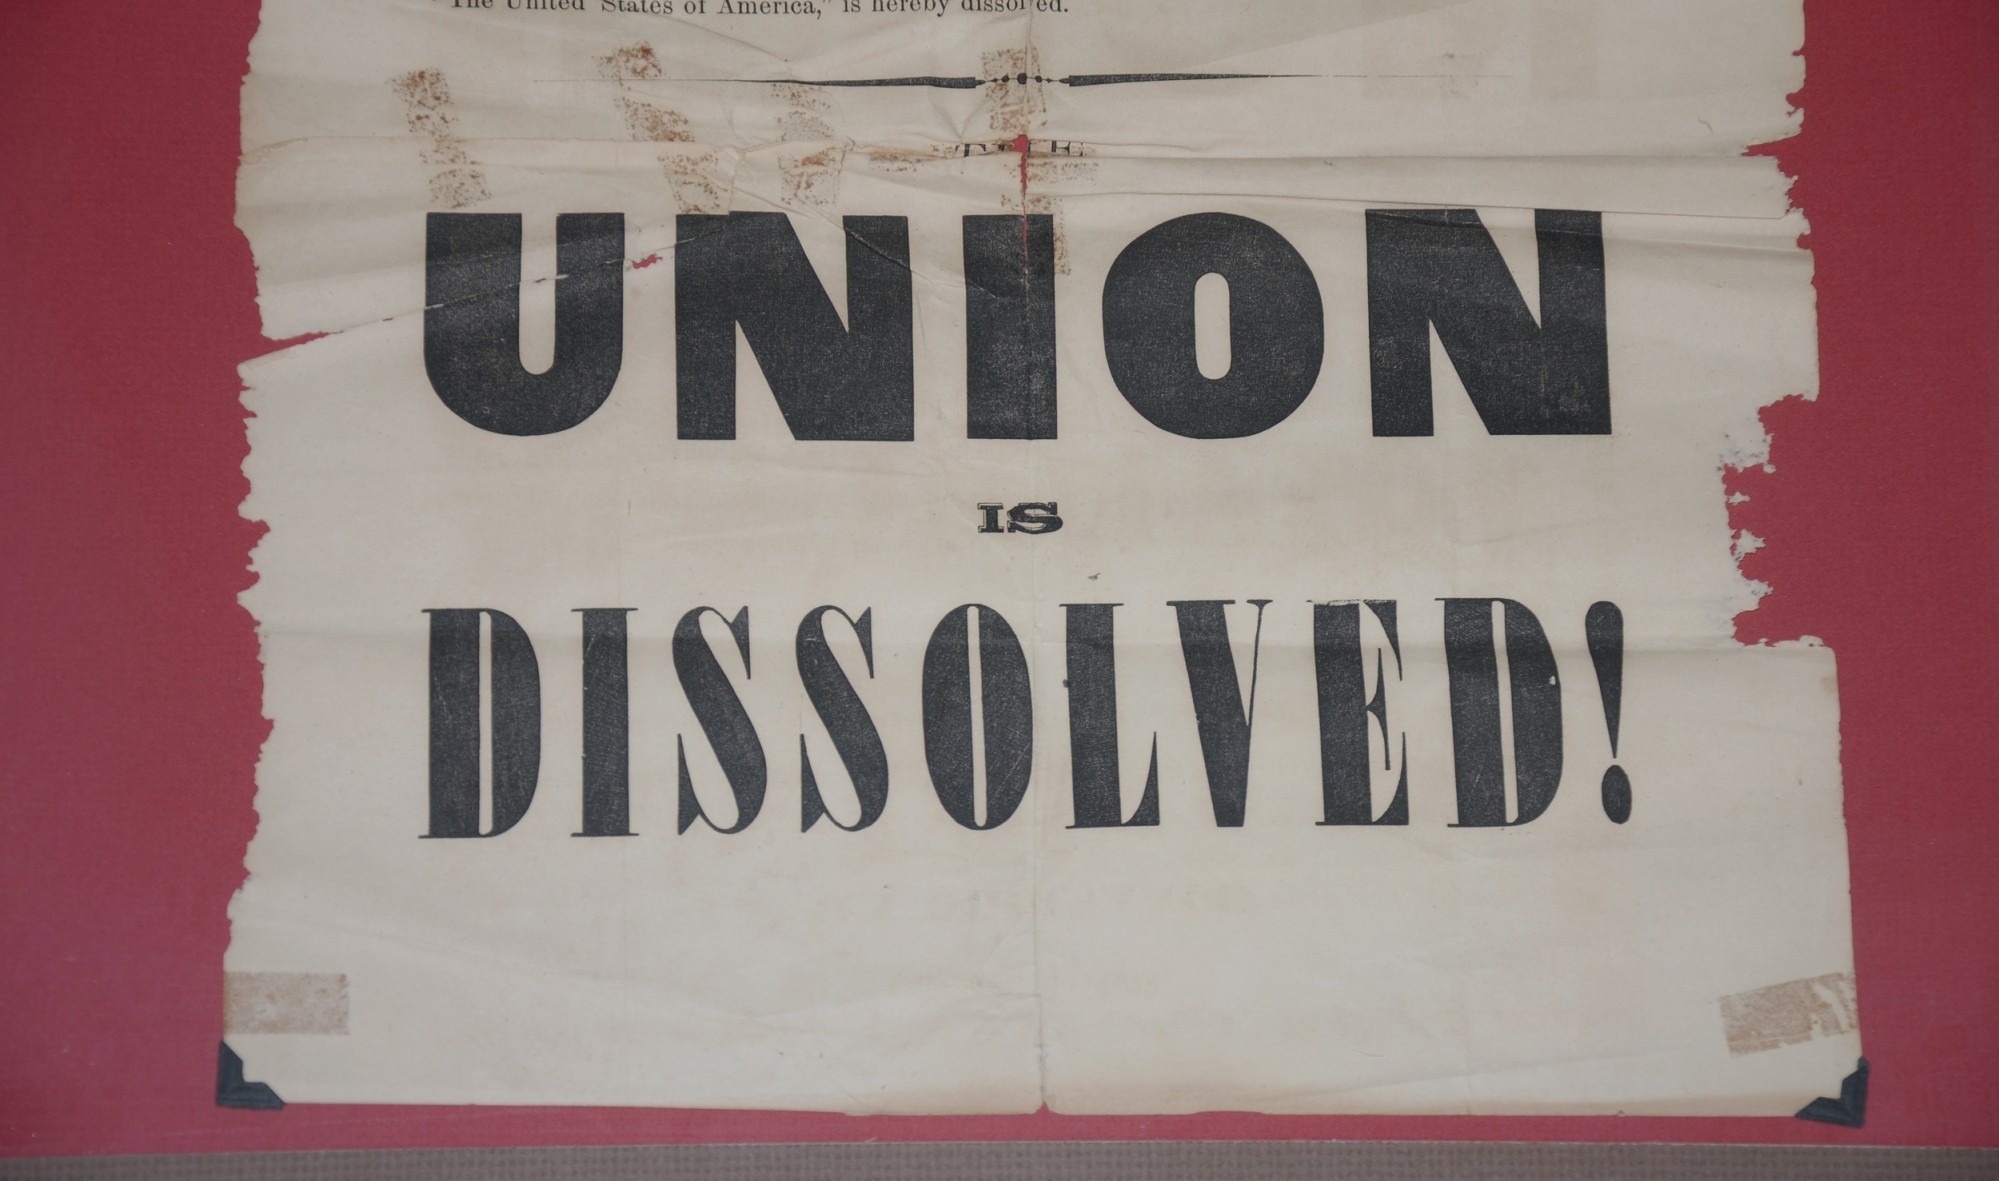 "The United States of America," is hereby dissolved.
THE
UNION
IS
DISSOLVED!